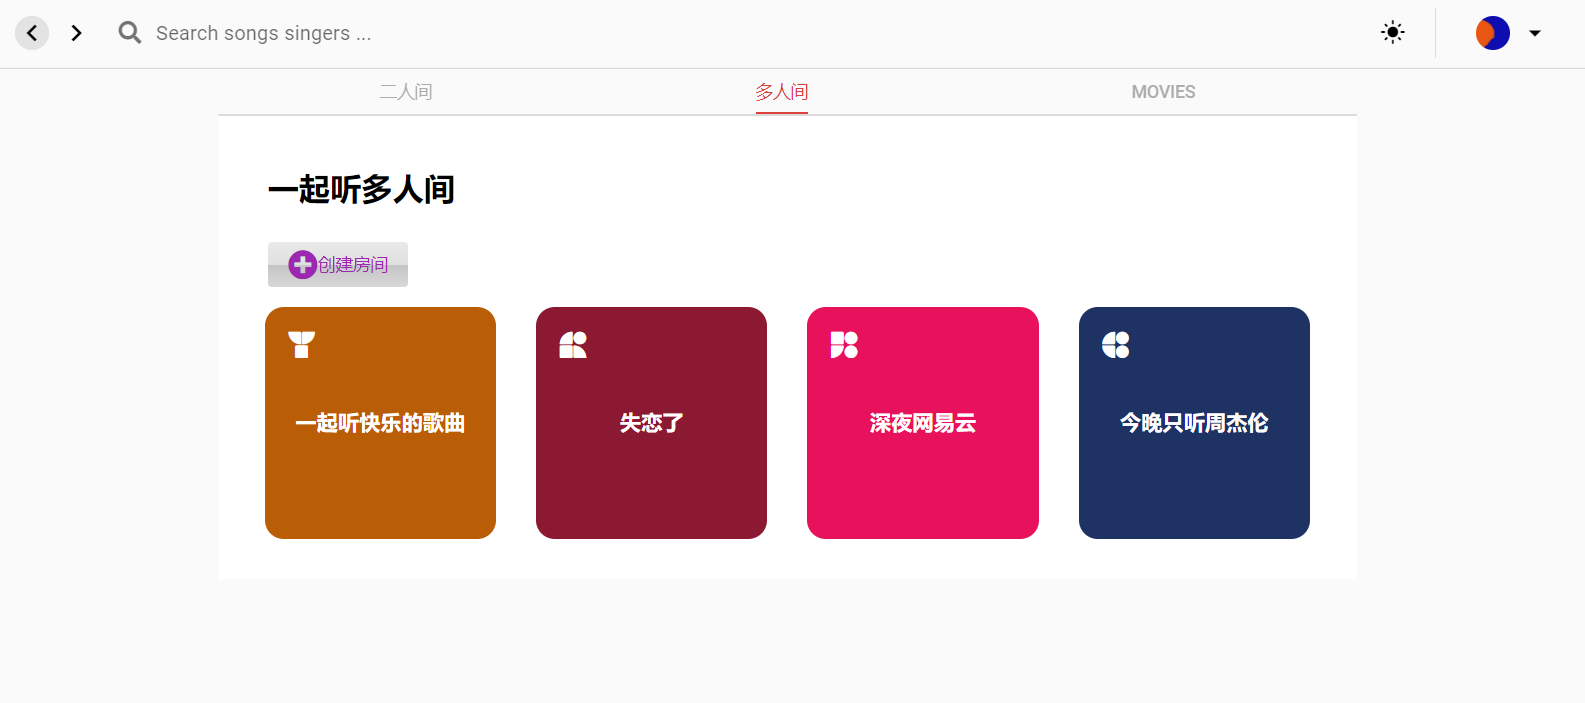 Search songs singers ...
二人间
多人间
MOVIES
一起听多人间
创建房间
一起听快乐的歌曲
失恋了
深夜网易云
今晚只听周杰伦